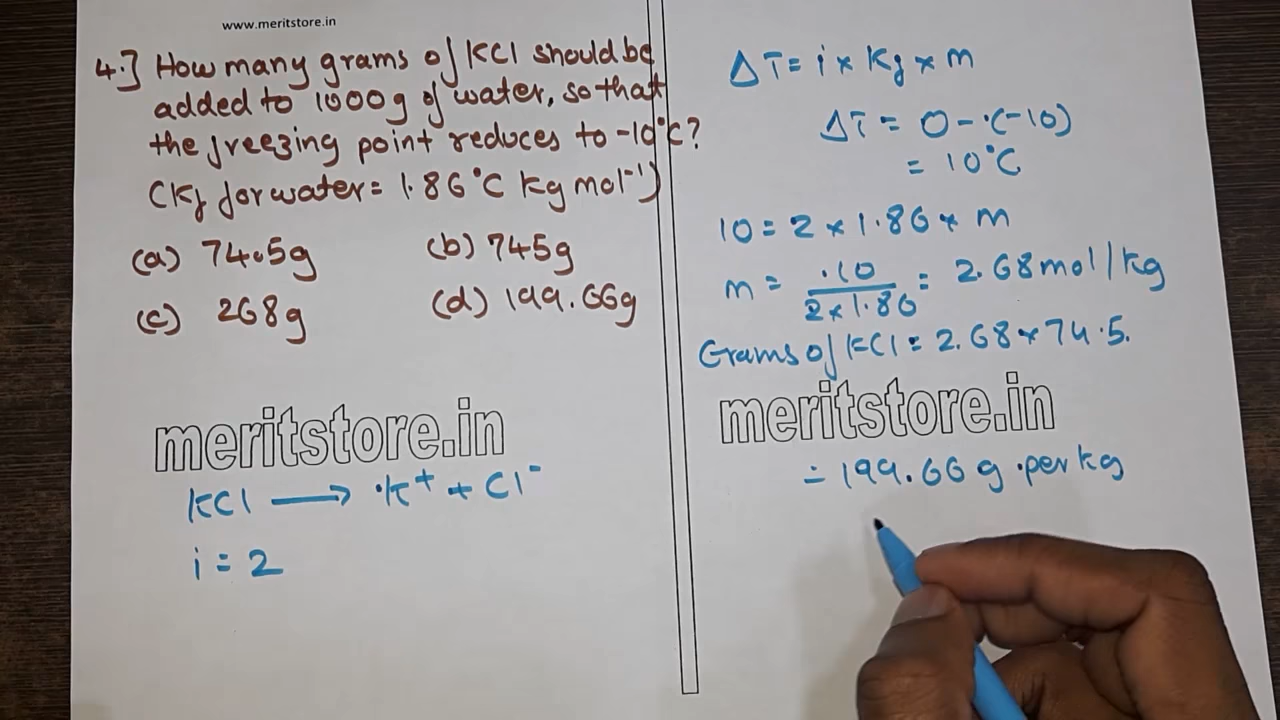 www.meritstore.in
4.] How many grams of KCl should be
added to 1000g of water, so that
the freezing point reduces to -10°C?
(Kf for water = 1.86°C kg mol⁻¹)
(a) 74.5g (b) 745g
(c) 268g (d) 199.66g
meritstore.in
KCl → K⁺ + Cl⁻
i = 2
ΔT = i × Kf × m
ΔT = 0 - (-10)
= 10°C
10 = 2 × 1.86 × m
m = 10 / 2 × 1.86 = 2.68 mol/kg
Grams of KCl = 2.68 × 74.5.
meritstore.in
= 199.66 g per kg